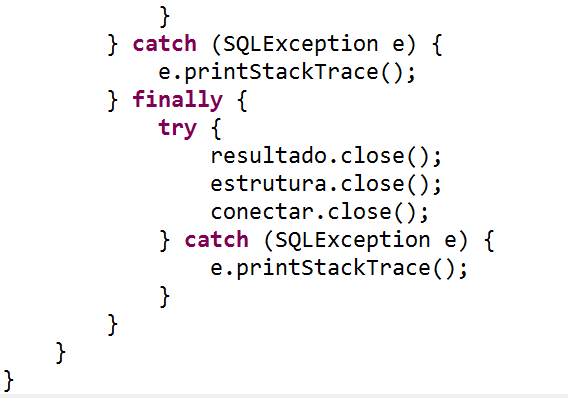 }
        } catch (SQLException e) {
            e.printStackTrace();
        } finally {
            try {
                resultado.close();
                estrutura.close();
                conectar.close();
            } catch (SQLException e) {
                e.printStackTrace();
            }
        }
    }
}